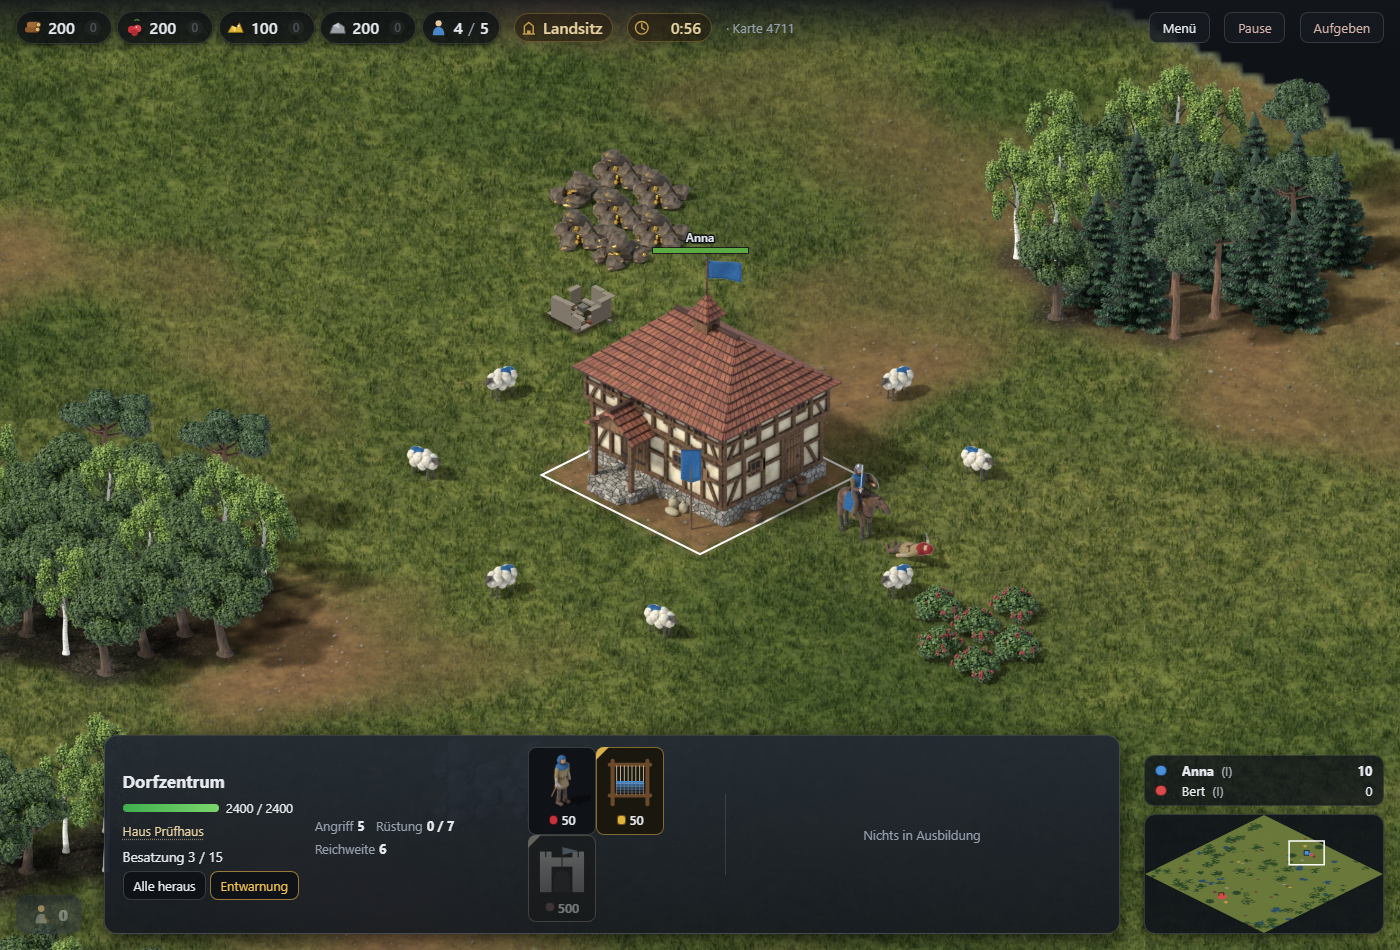 200 0 200 0 100 0 200 0 4 / 5 Landsitz 0:56 · Karte 4711 Menü Pause Aufgeben
Anna
Dorfzentrum
2400 / 2400
Haus Prüfhaus
Besatzung 3 / 15
Alle heraus Entwarnung
Angriff 5 Rüstung 0 / 7
Reichweite 6
50 50
500
Nichts in Ausbildung
Anna (I) 10
Bert (I) 0
0